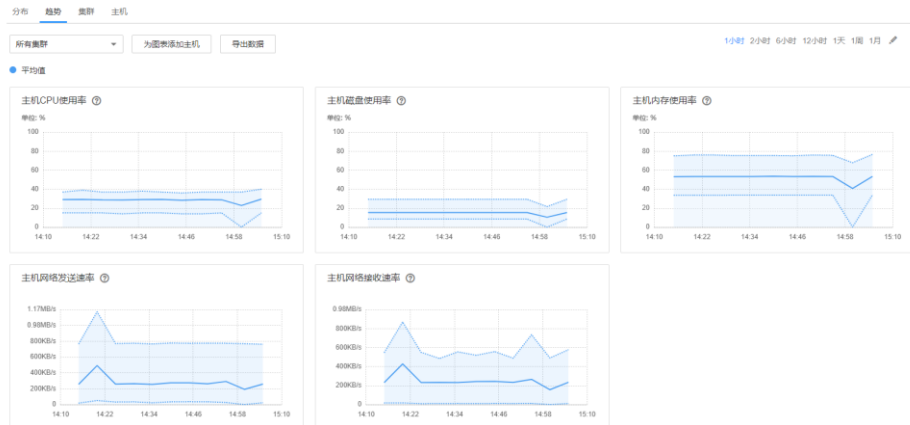 分布 趋势 集群 主机
所有集群 为图表添加主机 导出数据 1小时 2小时 6小时 12小时 1天 1周 1月
平均值
主机CPU使用率 主机磁盘使用率 主机内存使用率
单位: % 单位: % 单位: %
100 100 100
80 80 80
60 60 60
40 40 40
20 20 20
0 0 0
14:10 14:22 14:34 14:46 14:58 15:10 14:10 14:22 14:34 14:46 14:58 15:10 14:10 14:22 14:34 14:46 14:58 15:10
主机网络发送速率 主机网络接收速率
1.17MB/s 0.98MB/s
0.98MB/s 800KB/s
800KB/s 600KB/s
600KB/s 400KB/s
400KB/s 200KB/s
200KB/s 0
0
14:10 14:22 14:34 14:46 14:58 15:10 14:10 14:22 14:34 14:46 14:58 15:10